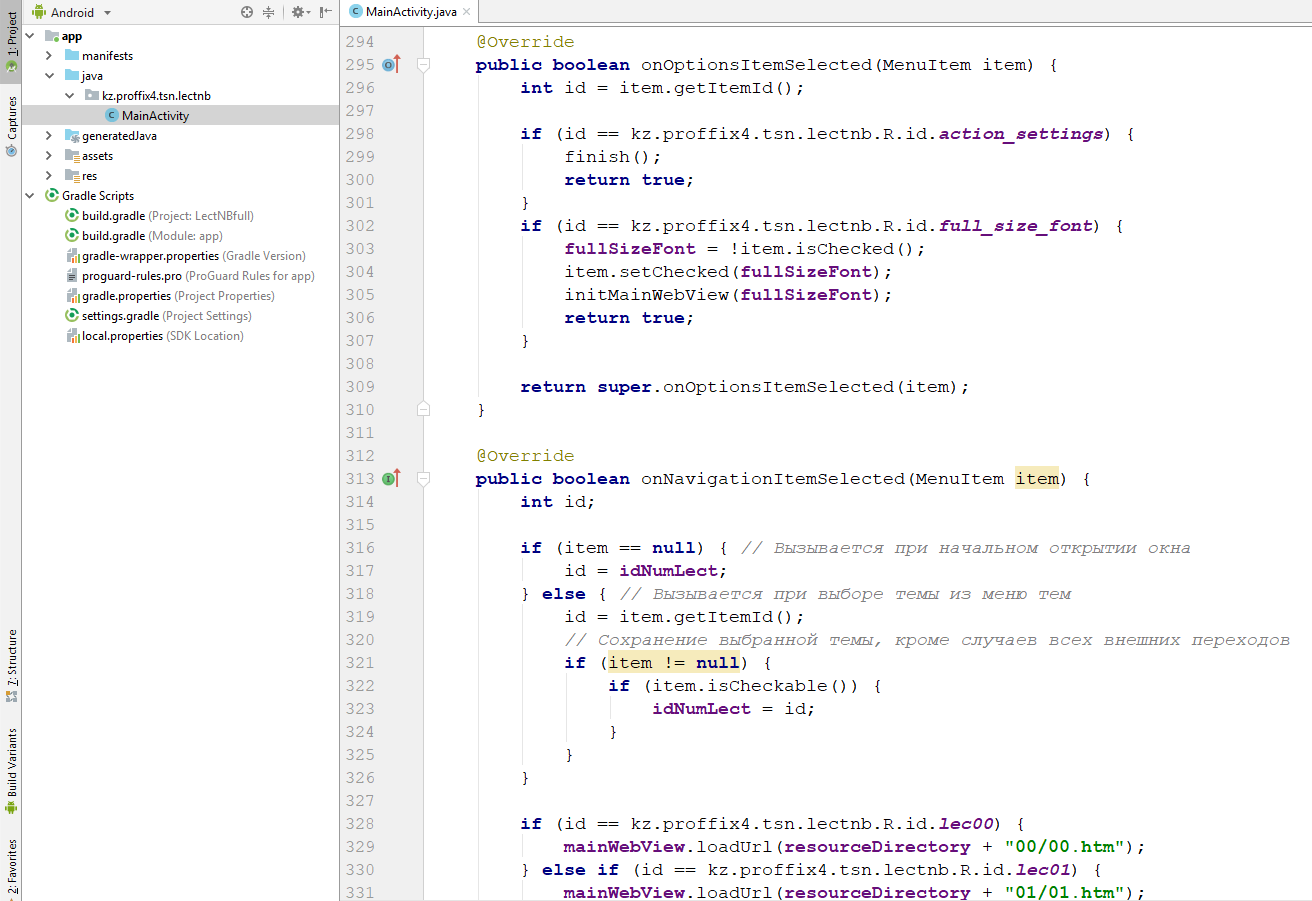 Android
MainActivity.java
1: Project
Captures
7: Structure
Build Variants
2: Favorites
app
manifests
java
kz.proffix4.tsn.lectnb
MainActivity
generatedJava
assets
res
Gradle Scripts
build.gradle (Project: LectNBfull)
build.gradle (Module: app)
gradle-wrapper.properties (Gradle Version)
proguard-rules.pro (ProGuard Rules for app)
gradle.properties (Project Properties)
settings.gradle (Project Settings)
local.properties (SDK Location)
294 @Override
295 public boolean onOptionsItemSelected(MenuItem item) {
296 int id = item.getItemId();
297
298 if (id == kz.proffix4.tsn.lectnb.R.id.action_settings) {
299 finish();
300 return true;
301 }
302 if (id == kz.proffix4.tsn.lectnb.R.id.full_size_font) {
303 fullSizeFont = !item.isChecked();
304 item.setChecked(fullSizeFont);
305 initMainWebView(fullSizeFont);
306 return true;
307 }
308
309 return super.onOptionsItemSelected(item);
310 }
311
312 @Override
313 public boolean onNavigationItemSelected(MenuItem item) {
314 int id;
315
316 if (item == null) { // Вызывается при начальном открытии окна
317 id = idNumLect;
318 } else { // Вызывается при выборе темы из меню тем
319 id = item.getItemId();
320 // Сохранение выбранной темы, кроме случаев всех внешних переходов
321 if (item != null) {
322 if (item.isCheckable()) {
323 idNumLect = id;
324 }
325 }
326 }
327
328 if (id == kz.proffix4.tsn.lectnb.R.id.lec00) {
329 mainWebView.loadUrl(resourceDirectory + "00/00.htm");
330 } else if (id == kz.proffix4.tsn.lectnb.R.id.lec01) {
331 mainWebView.loadUrl(resourceDirectory + "01/01.htm");